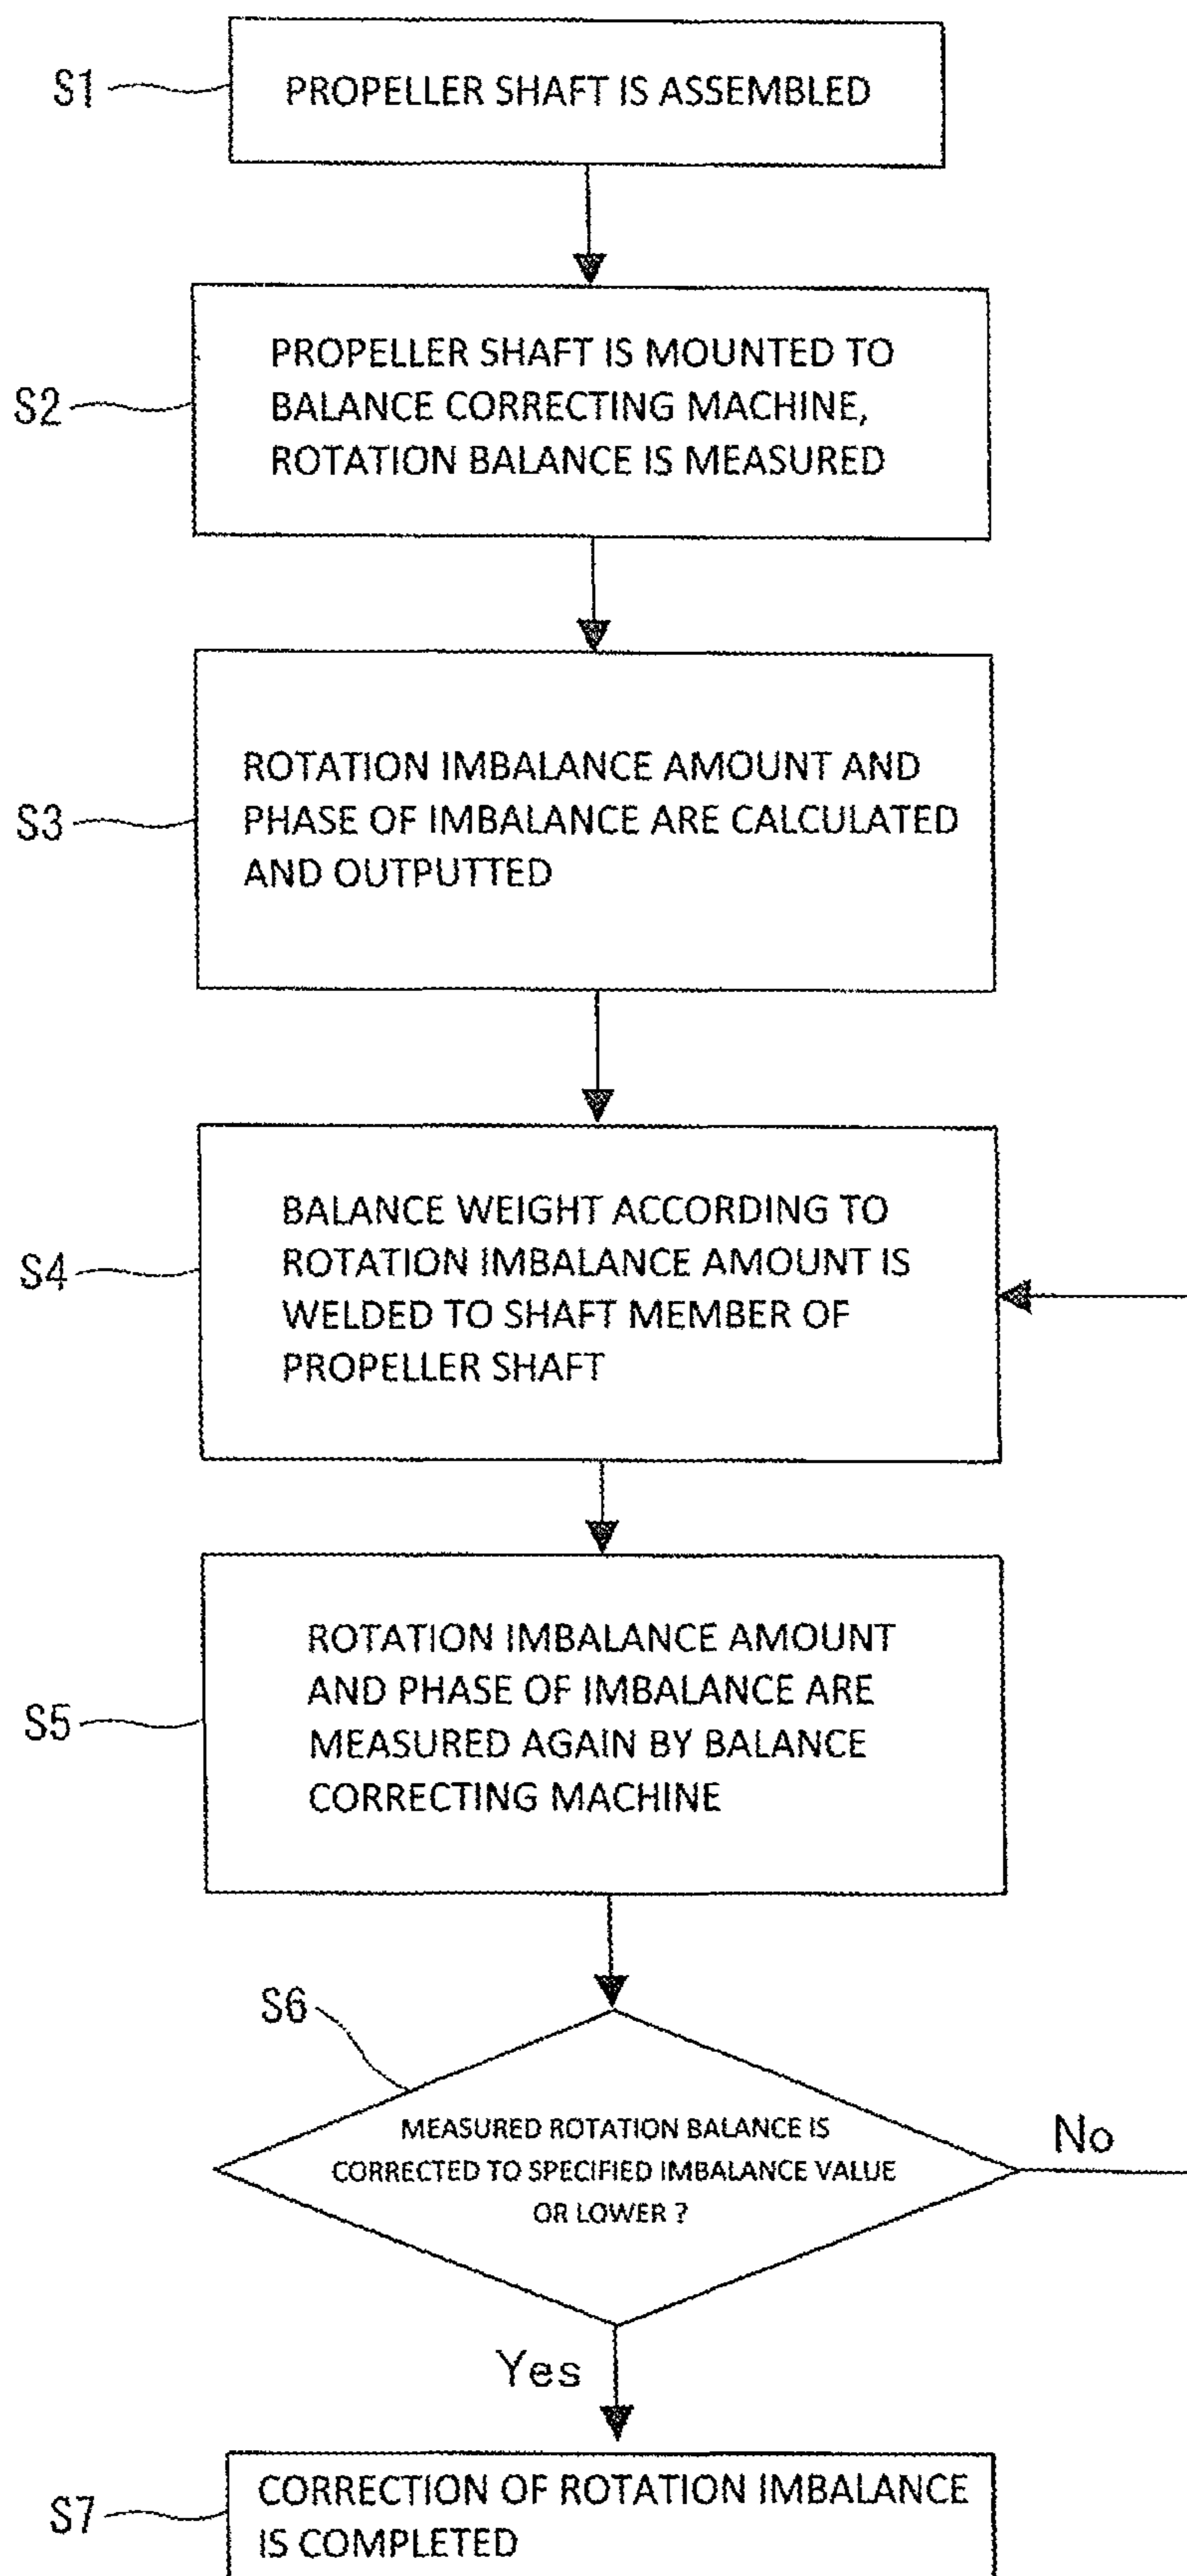 S1
PROPELLER SHAFT IS ASSEMBLED
S2
PROPELLER SHAFT IS MOUNTED TO
BALANCE CORRECTING MACHINE,
ROTATION BALANCE IS MEASURED
S3
ROTATION IMBALANCE AMOUNT AND
PHASE OF IMBALANCE ARE CALCULATED
AND OUTPUTTED
S4
BALANCE WEIGHT ACCORDING TO
ROTATION IMBALANCE AMOUNT IS
WELDED TO SHAFT MEMBER OF
PROPELLER SHAFT
S5
ROTATION IMBALANCE AMOUNT
AND PHASE OF IMBALANCE ARE
MEASURED AGAIN BY BALANCE
CORRECTING MACHINE
S6
MEASURED ROTATION BALANCE IS
CORRECTED TO SPECIFIED IMBALANCE VALUE
OR LOWER ?
No
Yes
S7
CORRECTION OF ROTATION IMBALANCE
IS COMPLETED